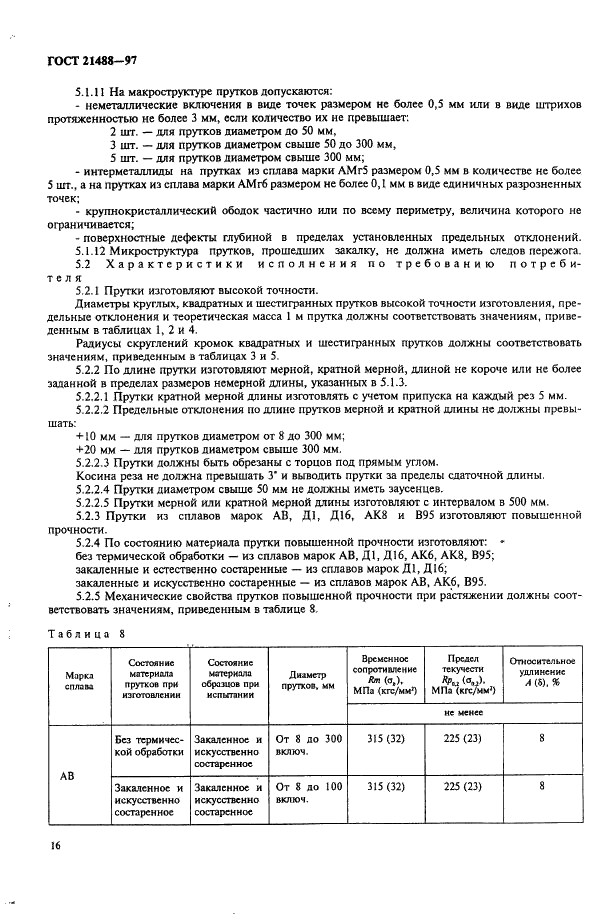 ГОСТ 21488—97
5.1.11 На макроструктуре прутков допускаются:
- неметаллические включения в виде точек размером не более 0,5 мм или в виде штрихов
протяженностью не более 3 мм, если количество их не превышает:
2 шт. — для прутков диаметром до 50 мм,
3 шт. — для прутков диаметром свыше 50 до 300 мм,
5 шт. — для прутков диаметром свыше 300 мм;
- интерметаллиды на прутках из сплава марки АМг5 размером 0,5 мм в количестве не более
5 шт., а на прутках из сплава марки АМг6 размером не более 0,1 мм в виде единичных разрозненных
точек;
- крупнокристаллический ободок частично или по всему периметру, величина которого не
ограничивается;
- поверхностные дефекты глубиной в пределах установленных предельных отклонений.
5.1.12 Микроструктура прутков, прошедших закалку, не должна иметь следов пережога.
5.2 Характеристики исполнения по требованию потреби-
теля
5.2.1 Прутки изготовляют высокой точности.
Диаметры круглых, квадратных и шестигранных прутков высокой точности изготовления, пре-
дельные отклонения и теоретическая масса 1 м прутка должны соответствовать значениям, приве-
денным в таблицах 1, 2 и 4.
Радиусы скруглений кромок квадратных и шестигранных прутков должны соответствовать
значениям, приведенным в таблицах 3 и 5.
5.2.2 По длине прутки изготовляют мерной, кратной мерной, длиной не короче или не более
заданной в пределах размеров немерной длины, указанных в 5.1.3.
5.2.2.1 Прутки кратной мерной длины изготовлять с учетом припуска на каждый рез 5 мм.
5.2.2.2 Предельные отклонения по длине прутков мерной и кратной длины не должны превы-
шать:
+10 мм — для прутков диаметром от 8 до 300 мм;
+20 мм — для прутков диаметром свыше 300 мм.
5.2.2.3 Прутки должны быть обрезаны с торцов под прямым углом.
Косина реза не должна превышать 3° и выводить прутки за пределы сдаточной длины.
5.2.2.4 Прутки диаметром свыше 50 мм не должны иметь заусенцев.
5.2.2.5 Прутки мерной или кратной мерной длины изготовляют с интервалом в 500 мм.
5.2.3 Прутки из сплавов марок АВ, Д1, Д16, АК8 и В95 изготовляют повышенной
прочности.
5.2.4 По состоянию материала прутки повышенной прочности изготовляют:
без термической обработки — из сплавов марок АВ, Д1, Д16, АК6, АК8, В95;
закаленные и естественно состаренные — из сплавов марок Д1, Д16;
закаленные и искусственно состаренные — из сплавов марок АВ, АК6, В95.
5.2.5 Механические свойства прутков повышенной прочности при растяжении должны соот-
ветствовать значениям, приведенным в таблице 8.
Таблица 8
Марка сплава
Состояние материала прутков при изготовлении
Состояние материала образцов при испытании
Диаметр прутков, мм
Временное сопротивление Rm (σв), МПа (кгс/мм²)
Предел текучести Rp0,2 (σ0,2), МПа (кгс/мм²)
Относительное удлинение A (δ), %
не менее
АВ
Без термичес-
кой обработки
Закаленное и
искусственно
состаренное
От 8 до 300
включ.
315 (32)
225 (23)
8
Закаленное и
искусственно
состаренное
Закаленное и
искусственно
состаренное
От 8 до 100
включ.
315 (32)
225 (23)
8
16